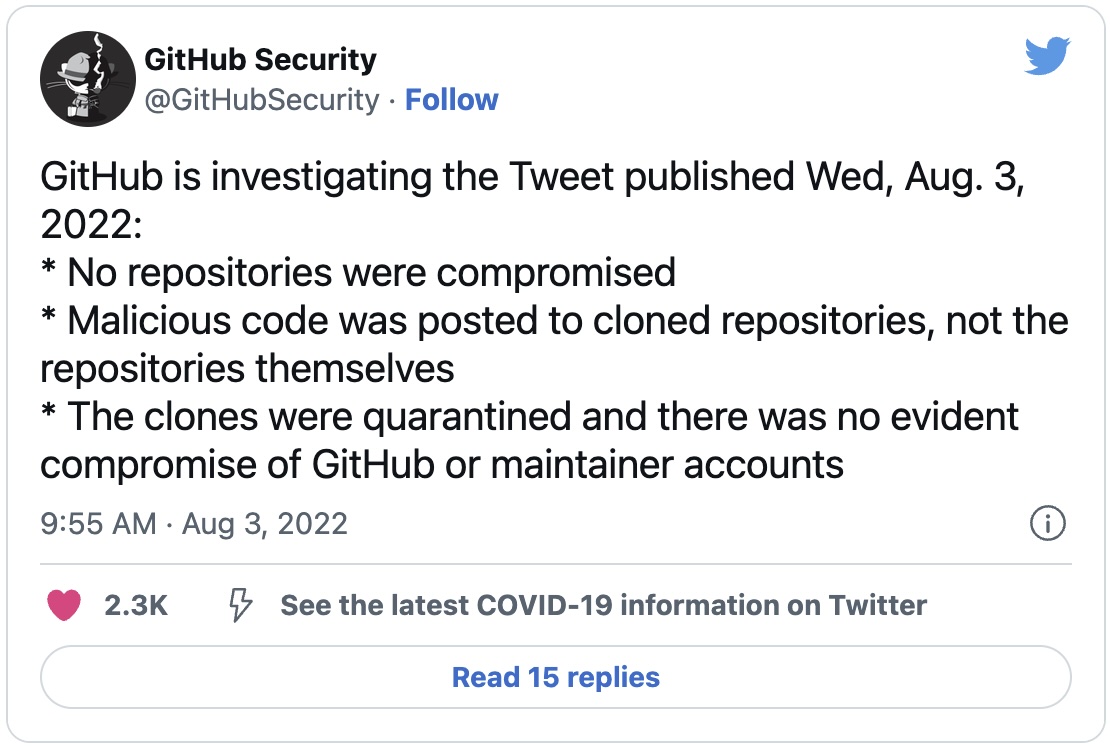 GitHub Security
@GitHubSecurity · Follow
GitHub is investigating the Tweet published Wed, Aug. 3,
2022:
* No repositories were compromised
* Malicious code was posted to cloned repositories, not the
repositories themselves
* The clones were quarantined and there was no evident
compromise of GitHub or maintainer accounts
9:55 AM · Aug 3, 2022
2.3K See the latest COVID-19 information on Twitter
Read 15 replies